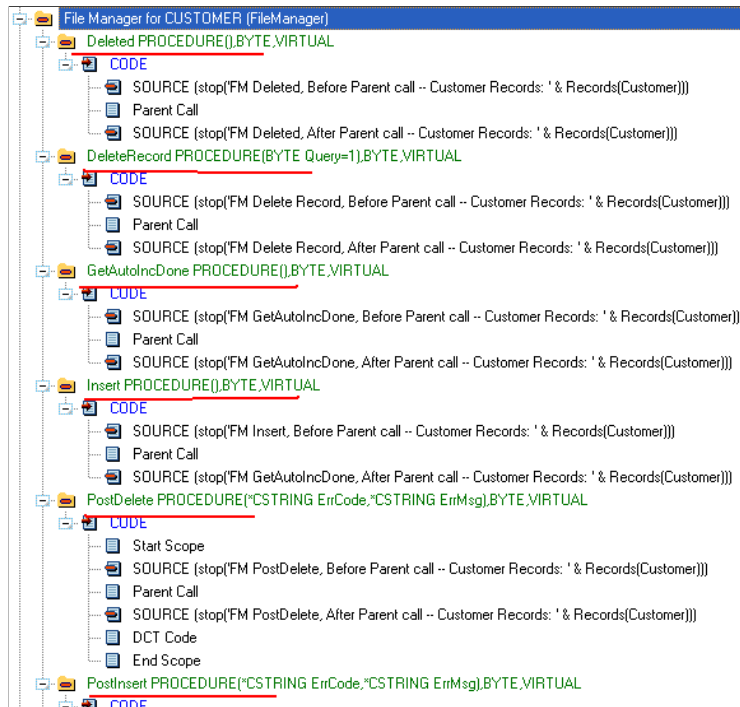 File Manager for CUSTOMER (FileManager)
Deleted PROCEDURE(),BYTE,VIRTUAL
CODE
SOURCE (stop('FM Deleted, Before Parent call -- Customer Records: ' & Records(Customer)))
Parent Call
SOURCE (stop('FM Deleted, After Parent call -- Customer Records: ' & Records(Customer)))
DeleteRecord PROCEDURE(BYTE Query=1),BYTE,VIRTUAL
CODE
SOURCE (stop('FM Delete Record, Before Parent call -- Customer Records: ' & Records(Customer)))
Parent Call
SOURCE (stop('FM Delete Record, After Parent call -- Customer Records: ' & Records(Customer)))
GetAutoIncDone PROCEDURE(),BYTE,VIRTUAL
CODE
SOURCE (stop('FM GetAutoIncDone, Before Parent call -- Customer Records: ' & Records(Customer))
Parent Call
SOURCE (stop('FM GetAutoIncDone, After Parent call -- Customer Records: ' & Records(Customer)))
Insert PROCEDURE(),BYTE,VIRTUAL
CODE
SOURCE (stop('FM Insert, Before Parent call -- Customer Records: ' & Records(Customer)))
Parent Call
SOURCE (stop('FM GetAutoIncDone, After Parent call -- Customer Records: ' & Records(Customer)))
PostDelete PROCEDURE(*CSTRING ErrCode,*CSTRING ErrMsg),BYTE,VIRTUAL
CODE
Start Scope
SOURCE (stop('FM PostDelete, Before Parent call -- Customer Records: ' & Records(Customer)))
Parent Call
SOURCE (stop('FM PostDelete, After Parent call -- Customer Records: ' & Records(Customer)))
DCT Code
End Scope
PostInsert PROCEDURE(*CSTRING ErrCode,*CSTRING ErrMsg),BYTE,VIRTUAL
CODE